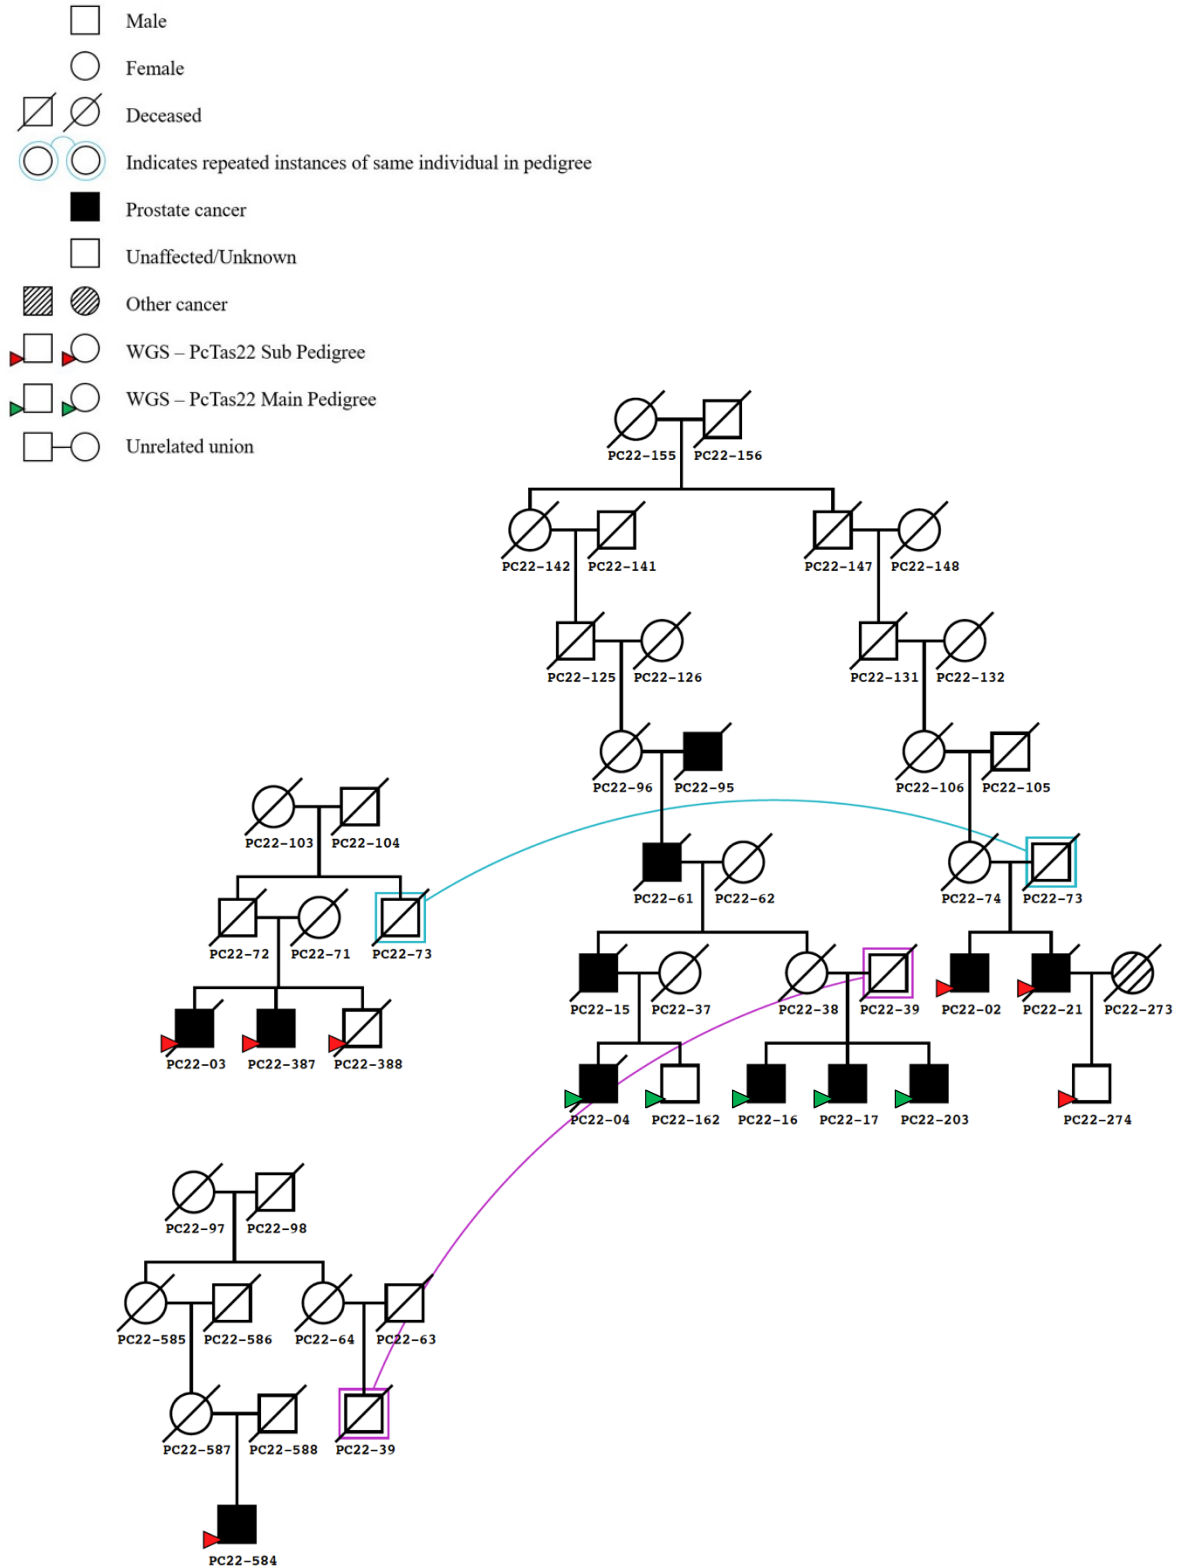 Male
Female
Deceased
Indicates repeated instances of same individual in pedigree
Prostate cancer
Unaffected/Unknown
Other cancer
WGS – PcTas22 Sub Pedigree
WGS – PcTas22 Main Pedigree
Unrelated union
PC22-155 PC22-156
PC22-142 PC22-141 PC22-147 PC22-148
PC22-125 PC22-126 PC22-131 PC22-132
PC22-96 PC22-95 PC22-106 PC22-105
PC22-103 PC22-104
PC22-61 PC22-62 PC22-74 PC22-73
PC22-72 PC22-71 PC22-73
PC22-15 PC22-37 PC22-38 PC22-39 PC22-02 PC22-21 PC22-273
PC22-03 PC22-387 PC22-388
PC22-04 PC22-162 PC22-16 PC22-17 PC22-203 PC22-274
PC22-97 PC22-98
PC22-585 PC22-586 PC22-64 PC22-63
PC22-587 PC22-588 PC22-39
PC22-584